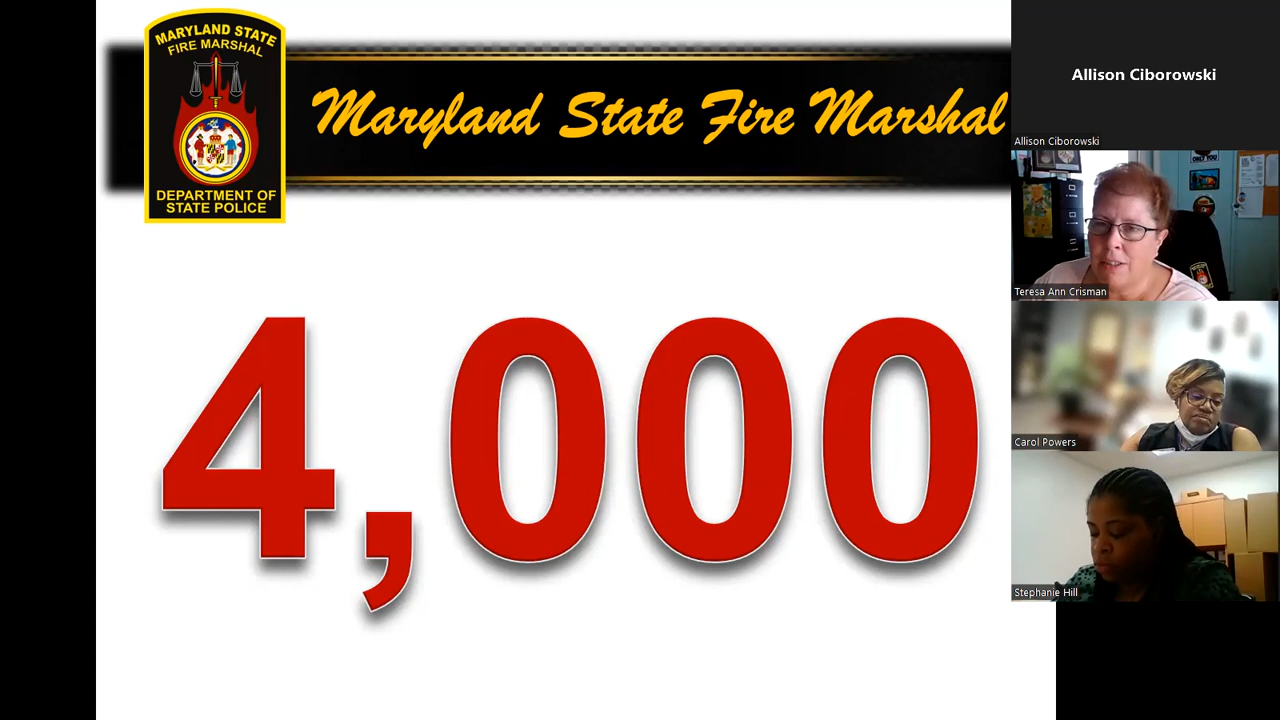 MARYLAND STATE
FIRE MARSHAL
DEPARTMENT OF
STATE POLICE
Maryland State Fire Marshal
4,000
Allison Ciborowski
Allison Ciborowski
ONLY YOU
Teresa Ann Crisman
Carol Powers
Stephanie Hill